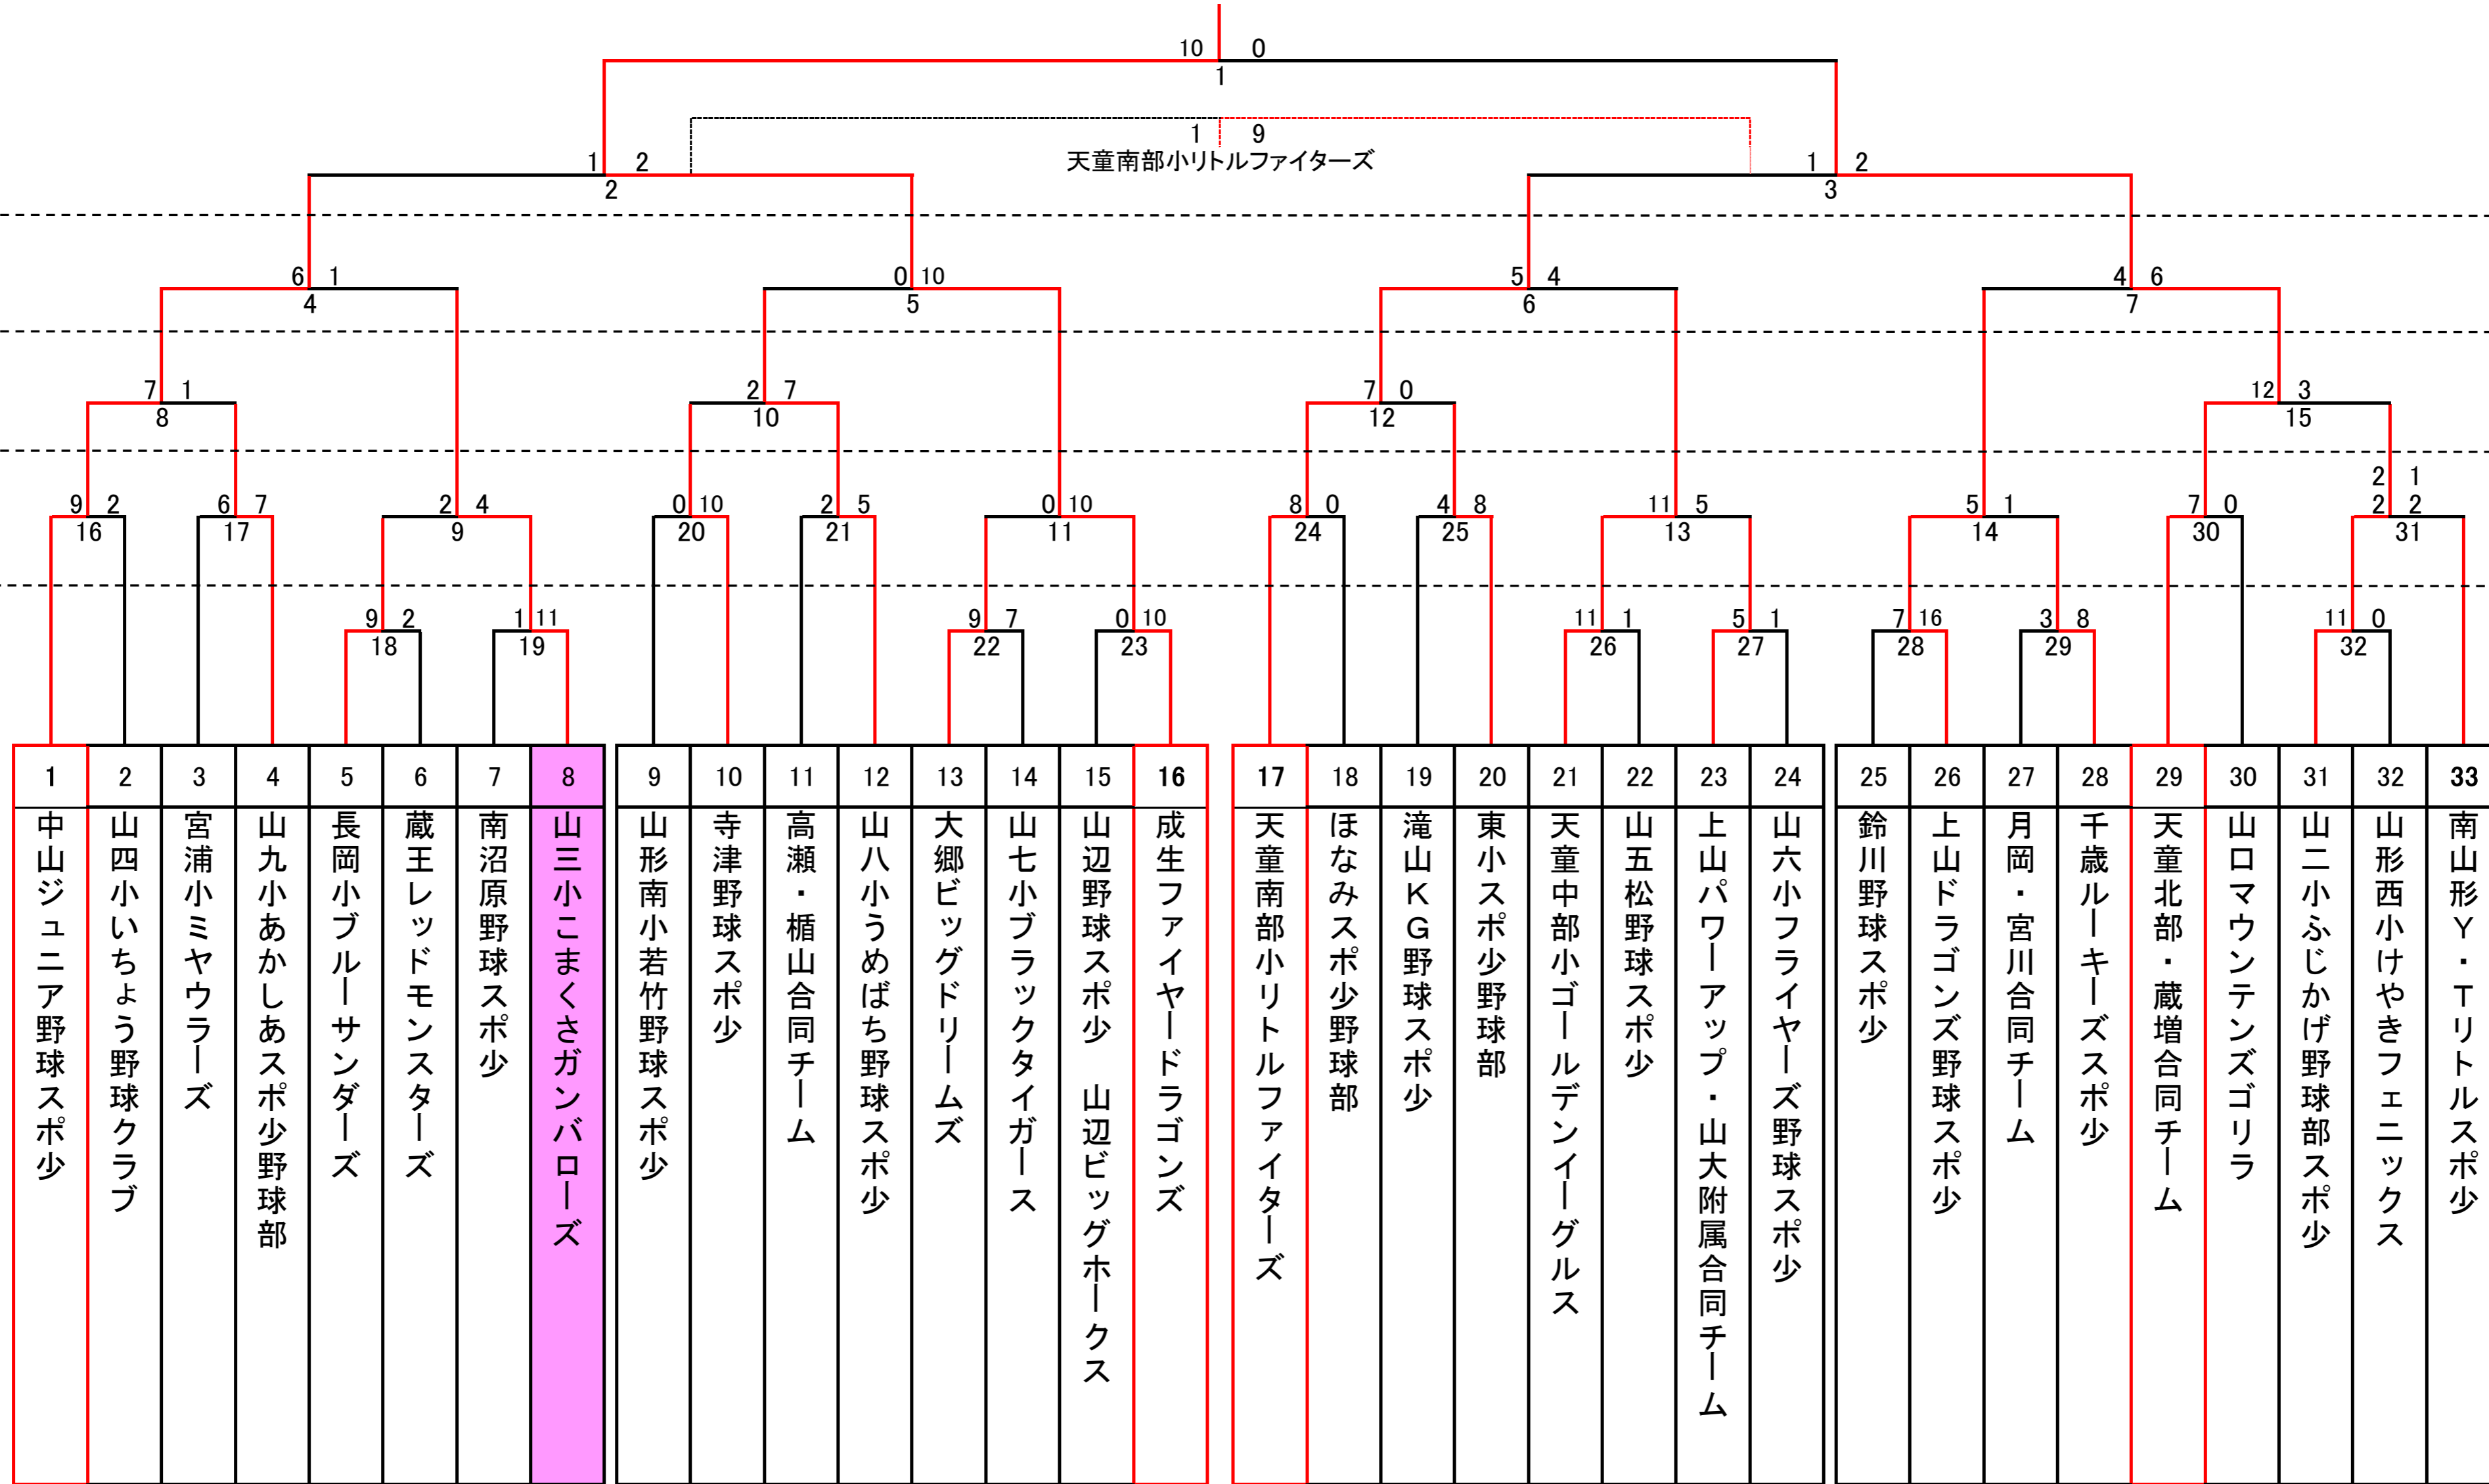 10 0
1
1 9
天童南部小リトルファイターズ
1 2
2
1 2
3
6 1
4
0 10
5
5 4
6
4 6
7
7 1
8
2 7
10
7 0
12
12 3
15
2 1
9 2
16
6 7
17
2 4
9
0 10
20
2 5
21
0 10
11
8 0
24
4 8
25
11 5
13
5 1
14
7 0
30
2 2
31
9 2
18
1 11
19
9 7
22
0 10
23
11 1
26
5 1
27
7 16
28
3 8
29
11 0
32
1
中山ジュニア野球スポ少
2
山四小いちょう野球クラブ
3
宮浦小ミヤウラーズ
4
山九小あかしあスポ少野球部
5
長岡小ブルーサンダーズ
6
蔵王レッドモンスターズ
7
南沼原野球スポ少
8
山三小こまくさガンバローズ
9
山形南小若竹野球スポ少
10
寺津野球スポ少
11
高瀬・楯山合同チーム
12
山八小うめばち野球スポ少
13
大郷ビッグドリームズ
14
山七小ブラックタイガース
15
山辺野球スポ少　山辺ビッグホークス
16
成生ファイヤードラゴンズ
17
天童南部小リトルファイターズ
18
ほなみスポ少野球部
19
滝山KG野球スポ少
20
東小スポ少野球部
21
天童中部小ゴールデンイーグルス
22
山五松野球スポ少
23
上山パワーアップ・山大附属合同チーム
24
山六小フライヤーズ野球スポ少
25
鈴川野球スポ少
26
上山ドラゴンズ野球スポ少
27
月岡・宮川合同チーム
28
千歳ルーキーズスポ少
29
天童北部・蔵増合同チーム
30
山口マウンテンズゴリラ
31
山二小ふじかげ野球部スポ少
32
山形西小けやきフェニックス
33
南山形Y・Tリトルスポ少